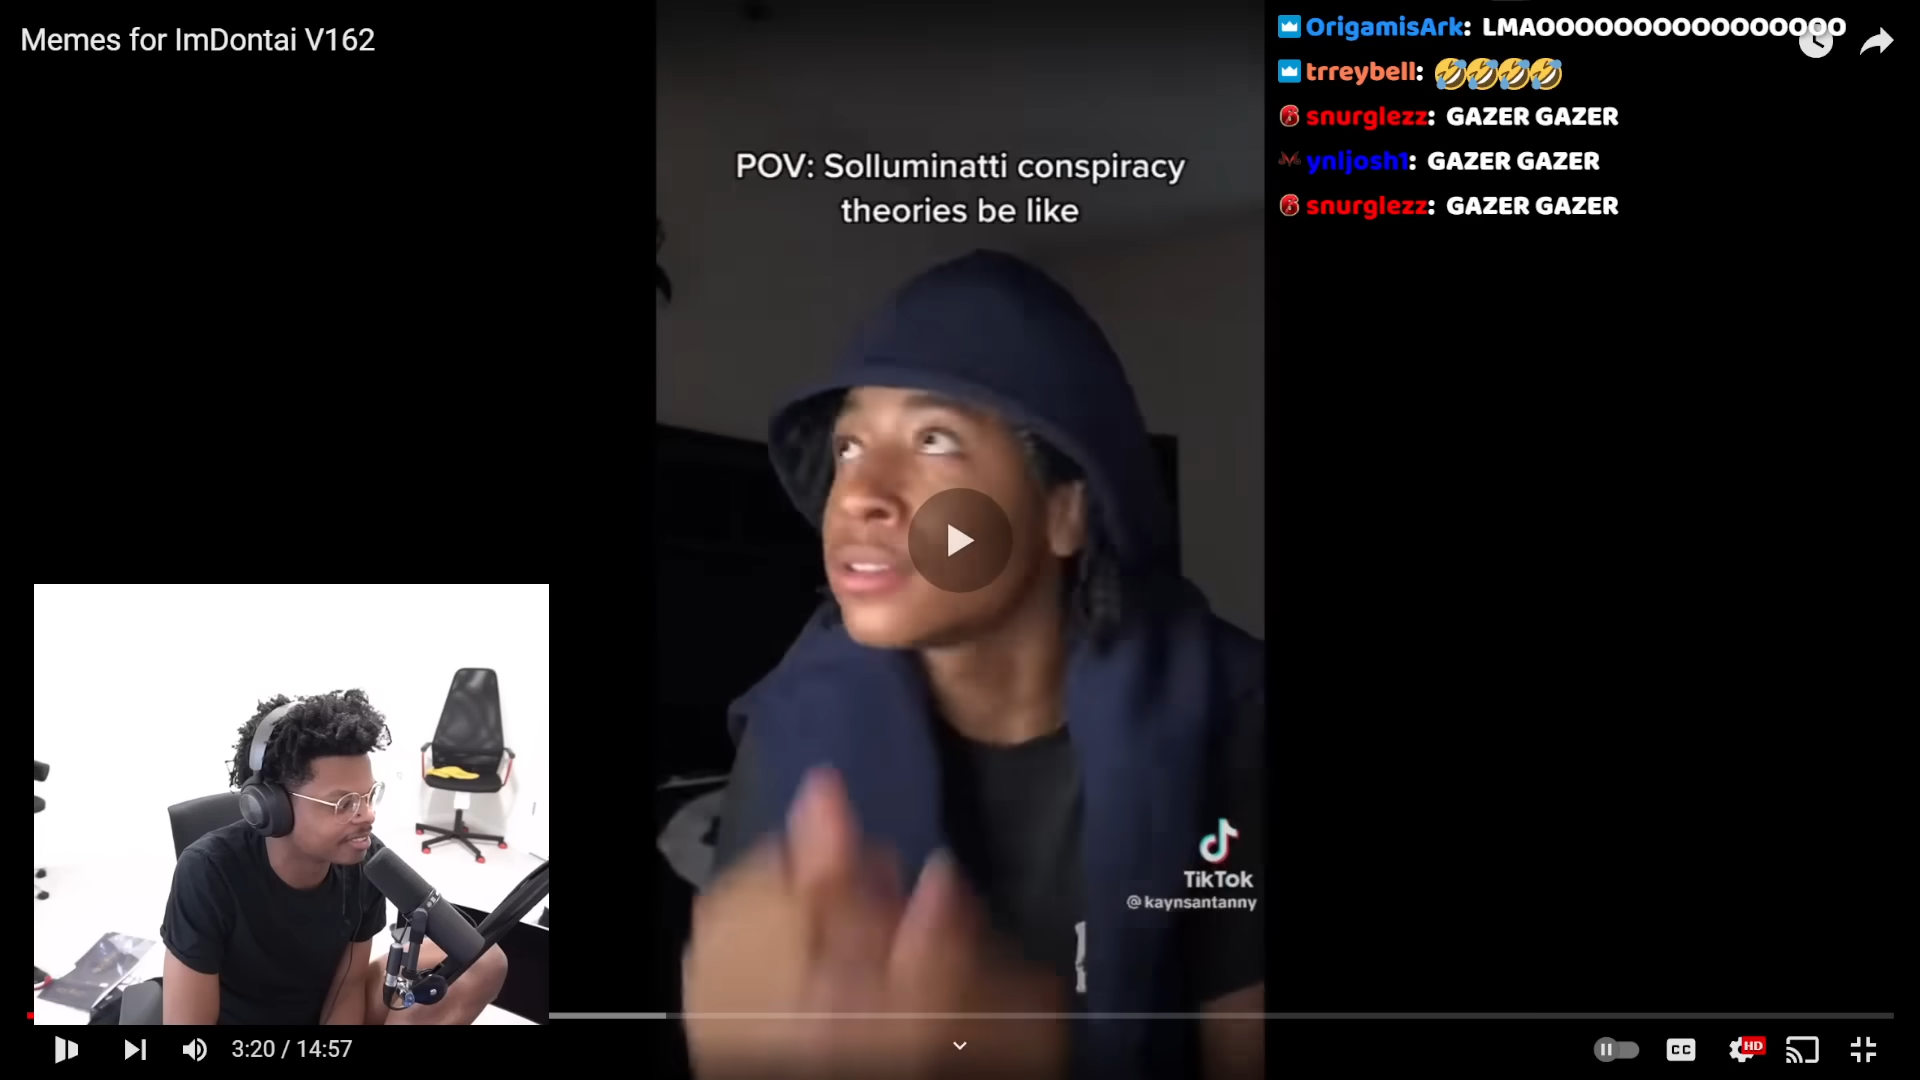 Memes for ImDontai V162
OrigamisArk: LMAOOOOOOOOOOOOOOOO
trreybell: 🤣🤣🤣🤣
snurglezz: GAZER GAZER
ynljosh1: GAZER GAZER
snurglezz: GAZER GAZER
POV: Solluminatti conspiracy
theories be like
TikTok
@kaynsantanny
3:20 / 14:57
CC
HD